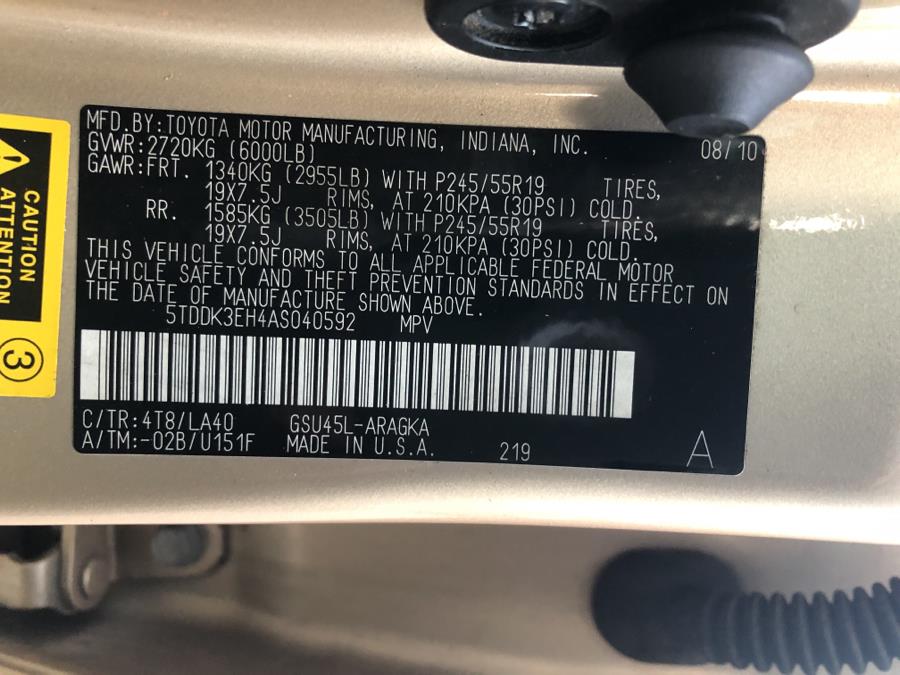 MFD.BY:TOYOTA MOTOR MANUFACTURING, INDIANA, INC. 08/10
GVWR:2720KG (6000LB)
GAWR:FRT. 1340KG (2955LB) WITH P245/55R19 TIRES,
19X7.5J RIMS, AT 210KPA (30PSI) COLD.
RR. 1585KG (3505LB) WITH P245/55R19 TIRES,
19X7.5J RIMS, AT 210KPA (30PSI) COLD.
THIS VEHICLE CONFORMS TO ALL APPLICABLE FEDERAL MOTOR
VEHICLE SAFETY AND THEFT PREVENTION STANDARDS IN EFFECT ON
THE DATE OF MANUFACTURE SHOWN ABOVE.
5TDDK3EH4AS040592 MPV
C/TR:4T8/LA40 GSU45L-ARAGKA
A/TM:-02B/U151F MADE IN U.S.A. 219 A
CAUTION
ATTENTION
3